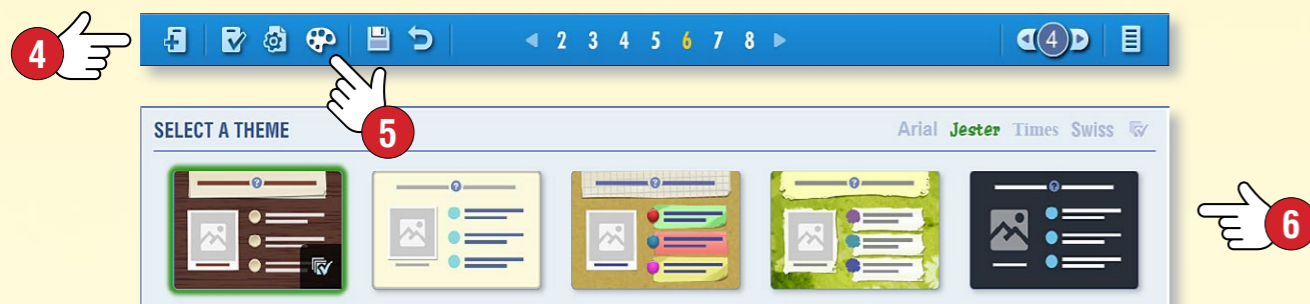 4 2 3 4 5 6 7 8 4
5
SELECT A THEME Arial Jester Times Swiss
6